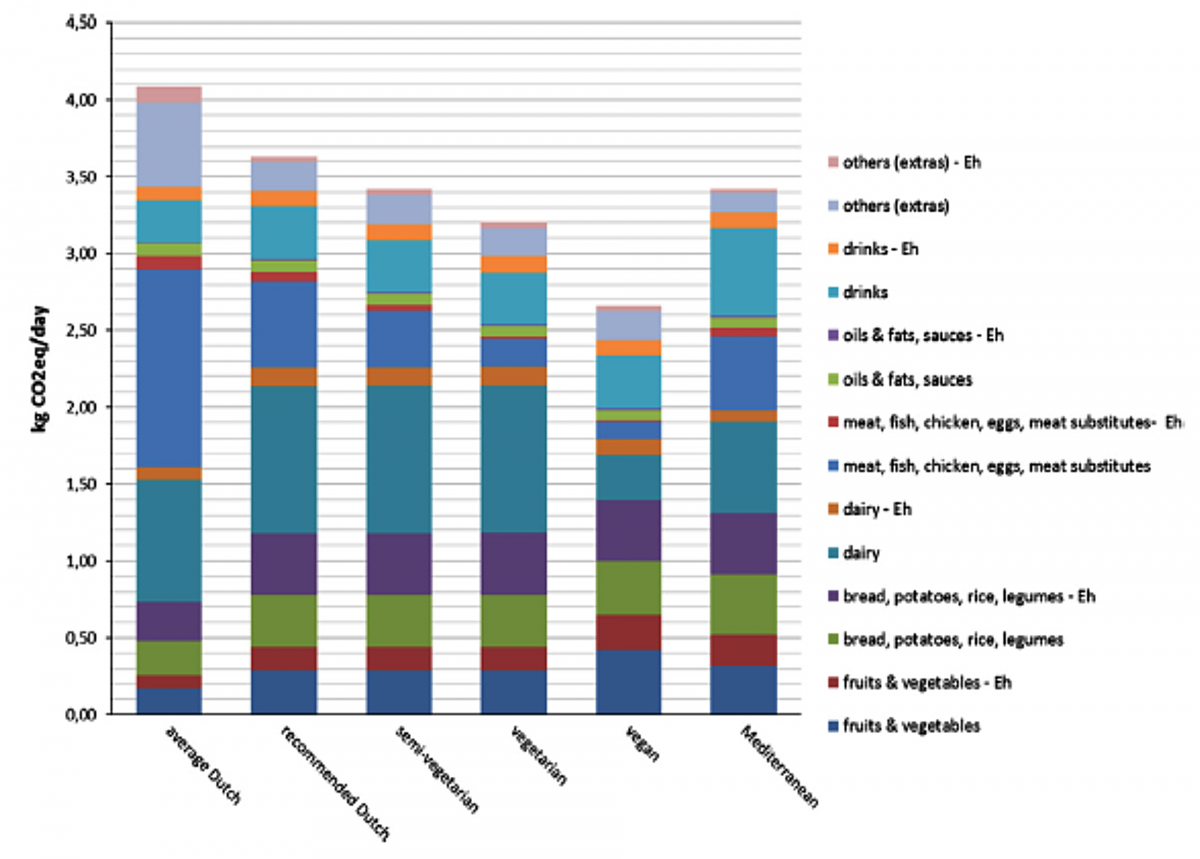 4,50
4,00
3,50
3,00
2,50
2,00
1,50
1,00
0,50
0,00
kg CO2eq/day
average Dutch
recommended Dutch
semi-vegetarian
vegetarian
vegan
Mediterranean
others (extras) - Eh
others (extras)
drinks - Eh
drinks
oils & fats, sauces - Eh
oils & fats, sauces
meat, fish, chicken, eggs, meat substitutes- Eh
meat, fish, chicken, eggs, meat substitutes
dairy - Eh
dairy
bread, potatoes, rice, legumes - Eh
bread, potatoes, rice, legumes
fruits & vegetables - Eh
fruits & vegetables